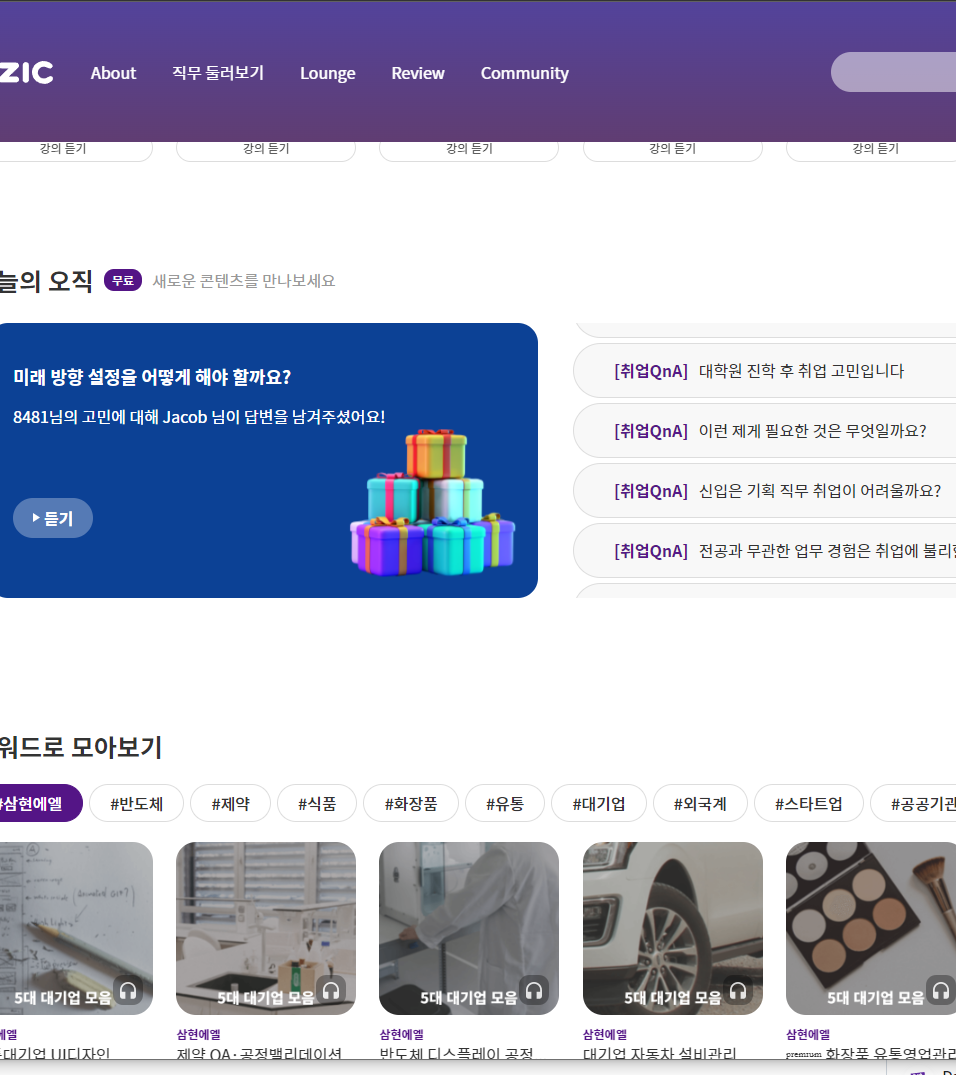 ZIC About 직무 둘러보기 Lounge Review Community
강의 듣기 강의 듣기 강의 듣기 강의 듣기 강의 듣기
늘의 오직 무료 새로운 콘텐츠를 만나보세요
미래 방향 설정을 어떻게 해야 할까요?
8481님의 고민에 대해 Jacob 님이 답변을 남겨주셨어요!
듣기
[취업QnA] 대학원 진학 후 취업 고민입니다
[취업QnA] 이런 제게 필요한 것은 무엇일까요?
[취업QnA] 신입은 기획 직무 취업이 어려울까요?
[취업QnA] 전공과 무관한 업무 경험은 취업에 불리
워드로 모아보기
#삼현에엘 #반도체 #제약 #식품 #화장품 #유통 #대기업 #외국계 #스타트업 #공공기관
5대 대기업 모음 5대 대기업 모음 5대 대기업 모음 5대 대기업 모음 5대 대기업 모음
에엘 삼현에엘 삼현에엘 삼현에엘 삼현에엘
대기업 UI디자인 제약 QA·공정밸리데이션 반도체 디스플레이 공정 대기업 자동차 설비관리 premium 화장품 유통영업관리